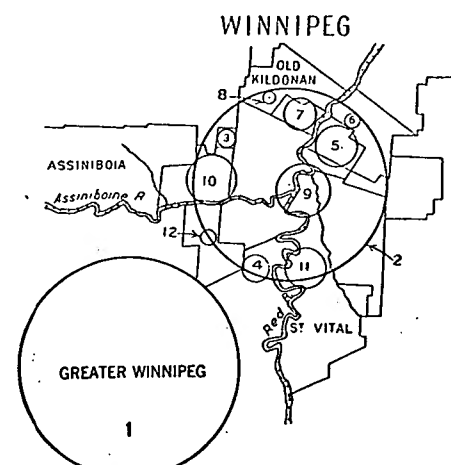 WINNIPEG
OLD
KILDONAN
8
7
6
3
5
ASSINIBOIA
10
Assiniboine R
9
12
2
4
11
Red
ST VITAL
GREATER WINNIPEG
1